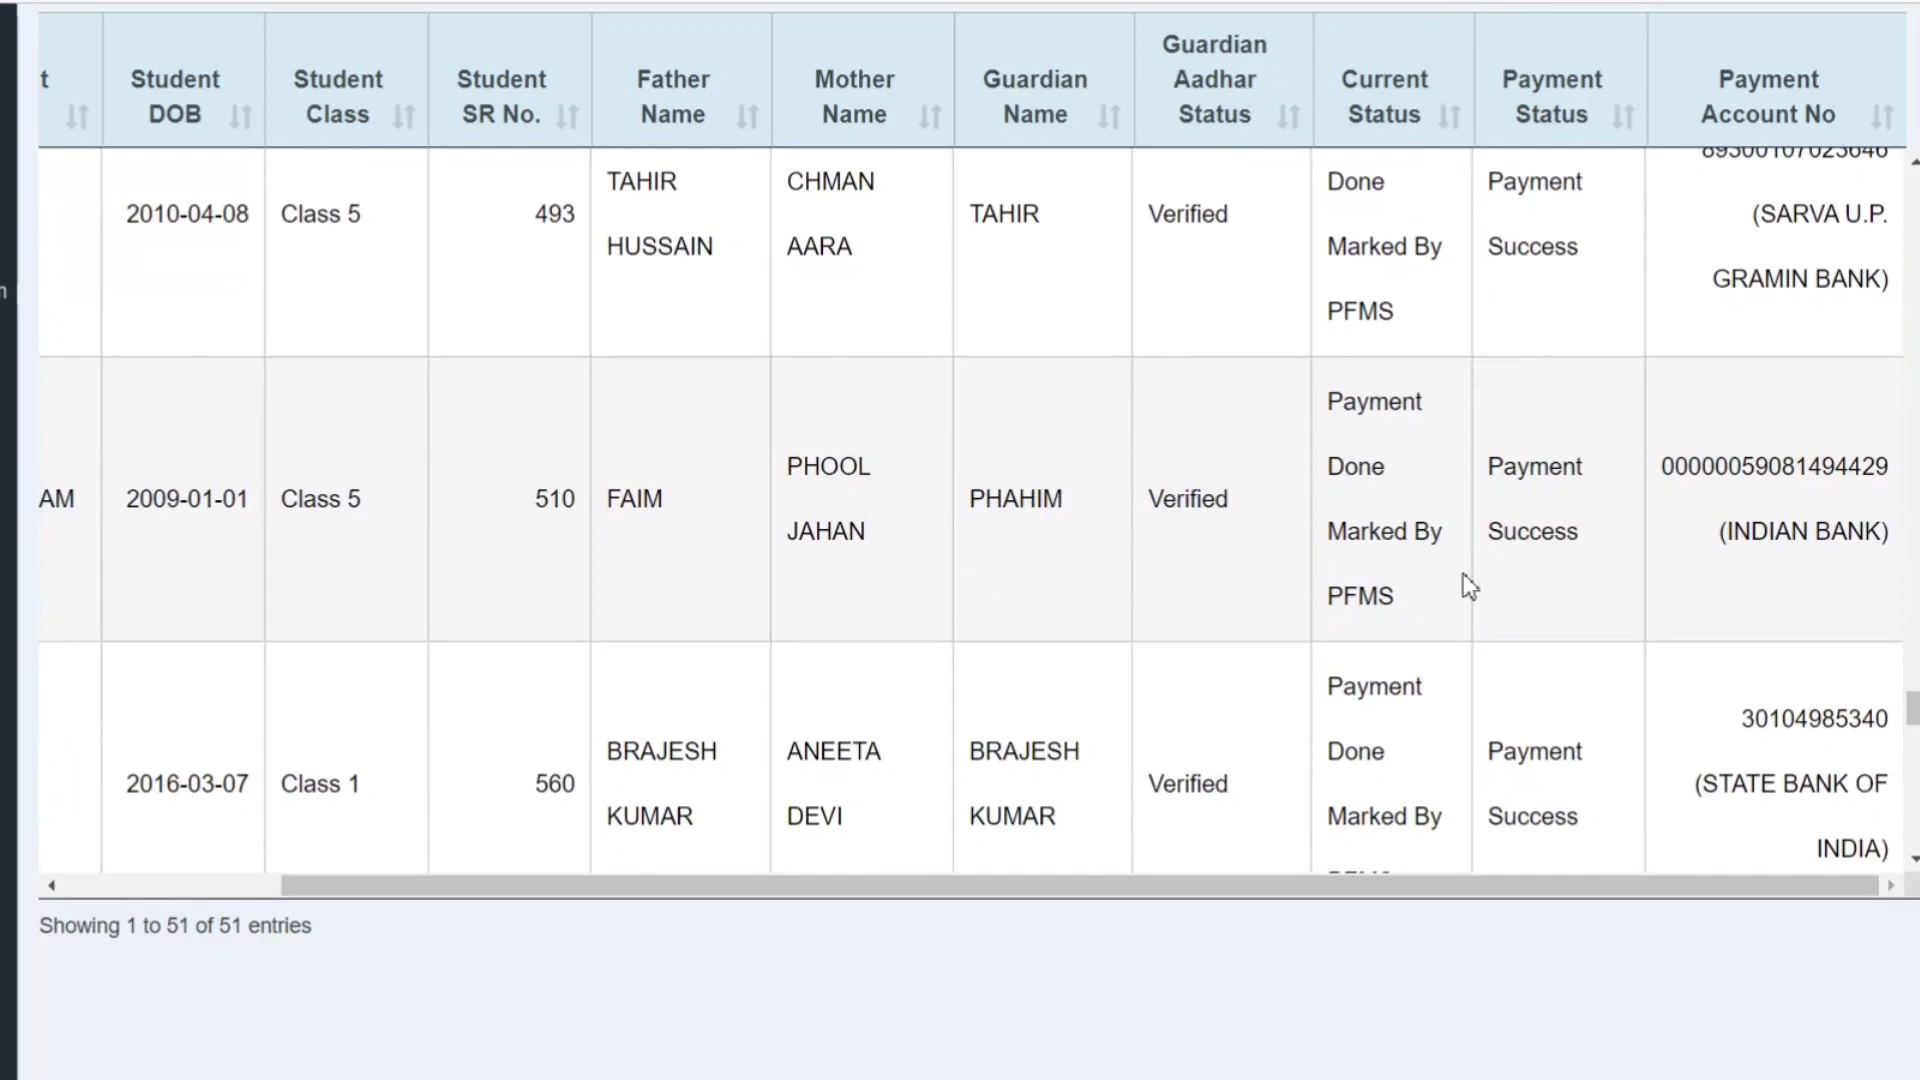 t
Student DOB
Student Class
Student SR No.
Father Name
Mother Name
Guardian Name
Guardian Aadhar Status
Current Status
Payment Status
Payment Account No
2010-04-08
Class 5
493
TAHIR
HUSSAIN
CHMAN
AARA
TAHIR
Verified
Done
Marked By
PFMS
Payment
Success
(SARVA U.P.
GRAMIN BANK)
AM
2009-01-01
Class 5
510
FAIM
PHOOL
JAHAN
PHAHIM
Verified
Payment
Done
Marked By
PFMS
Payment
Success
00000059081494429
(INDIAN BANK)
2016-03-07
Class 1
560
BRAJESH
KUMAR
ANEETA
DEVI
BRAJESH
KUMAR
Verified
Payment
Done
Marked By
Payment
Success
30104985340
(STATE BANK OF
INDIA)
Showing 1 to 51 of 51 entries